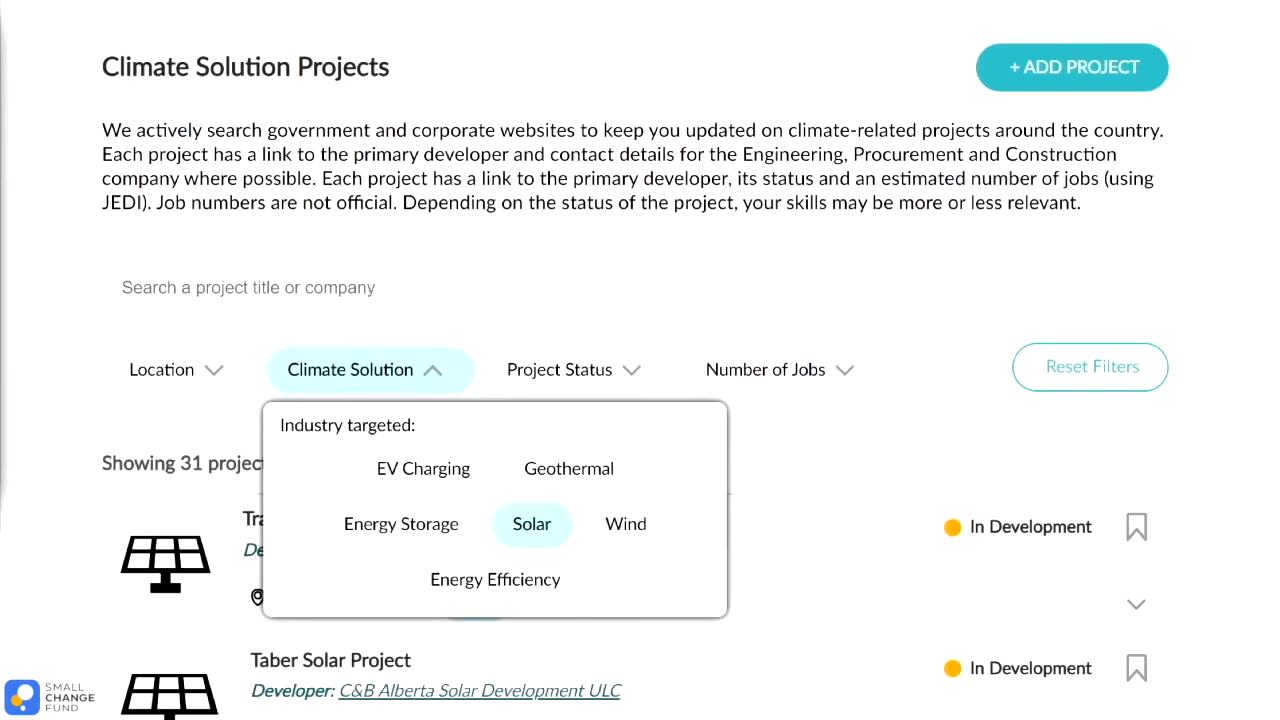 Climate Solution Projects
+ ADD PROJECT
We actively search government and corporate websites to keep you updated on climate-related projects around the country.
Each project has a link to the primary developer and contact details for the Engineering, Procurement and Construction
company where possible. Each project has a link to the primary developer, its status and an estimated number of jobs (using
JEDI). Job numbers are not official. Depending on the status of the project, your skills may be more or less relevant.
Search a project title or company
Location
Climate Solution
Project Status
Number of Jobs
Reset Filters
Industry targeted:
EV Charging
Geothermal
Energy Storage
Solar
Wind
Energy Efficiency
Showing 31
In Development
Taber Solar Project
In Development
Developer: C&B Alberta Solar Development ULC
SMALL
CHANGE
FUND